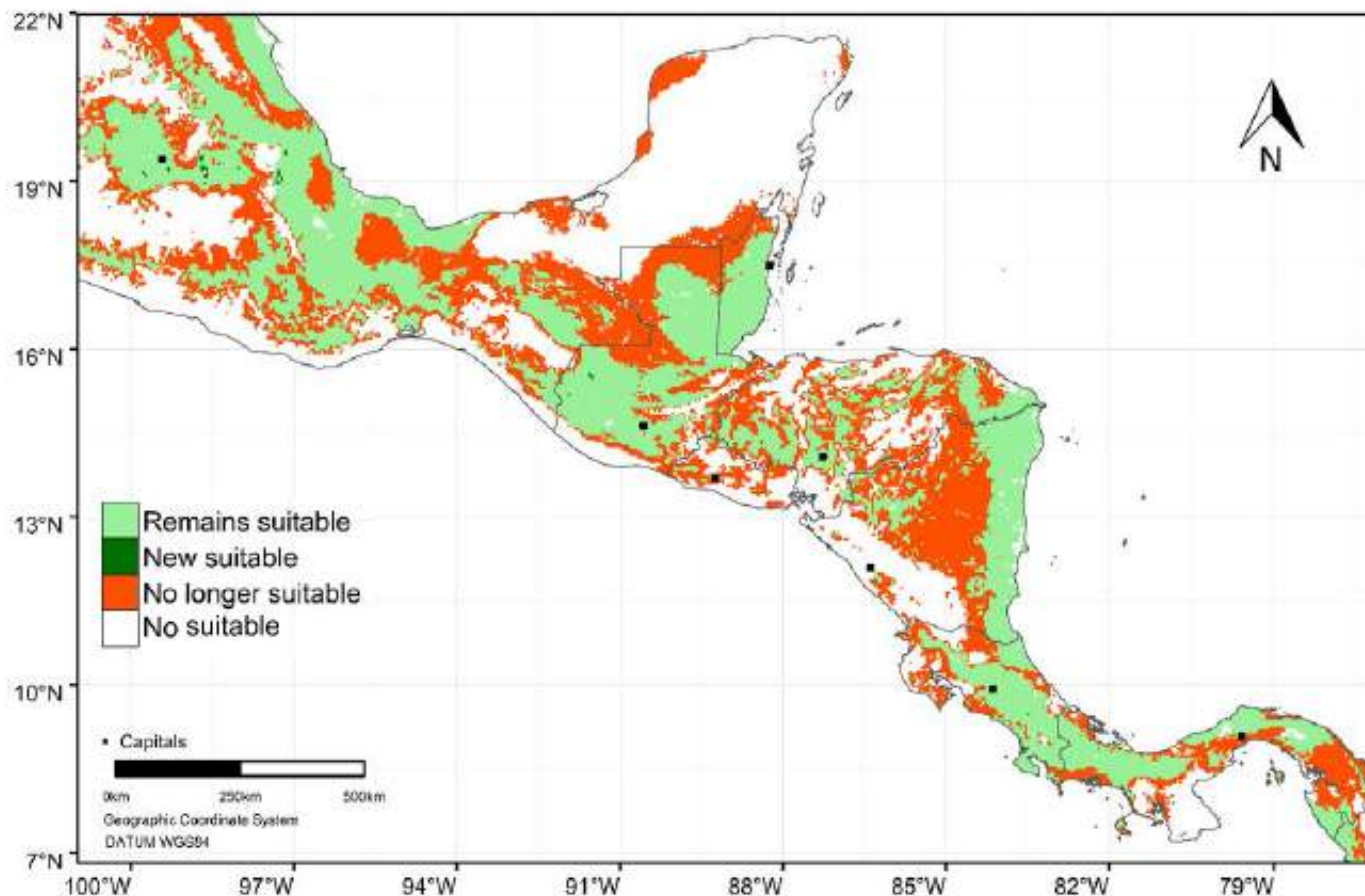 22°N
19°N
16°N
13°N
10°N
7°N
N
Remains suitable
New suitable
No longer suitable
No suitable
Capitals
0km 250km 500km
Geographic Coordinate System
DATUM WGS84
100°W 97°W 94°W 91°W 88°W 85°W 82°W 79°W